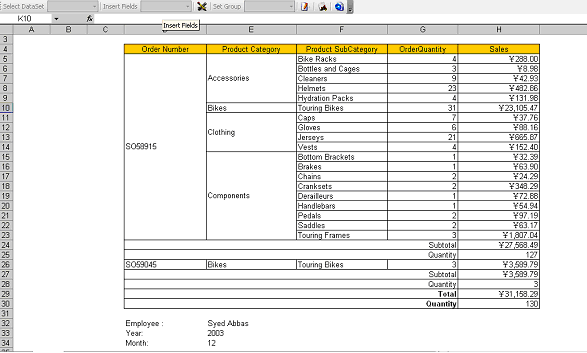 Select DataSet Insert Fields Set Group
K10 fx Insert Fields
A B C E F G H
3
4 Order Number Product Category Product SubCategory OrderQuantity Sales
5 Bike Racks 4 ¥288.00
6 Bottles and Cages 3 ¥8.98
7 Accessories Cleaners 9 ¥42.93
8 Helmets 23 ¥482.86
9 Hydration Packs 4 ¥131.98
10 Bikes Touring Bikes 31 ¥23,105.47
11 Caps 7 ¥37.76
12 Clothing Gloves 6 ¥88.16
13 SO58915 Jerseys 21 ¥665.87
14 Vests 4 ¥152.40
15 Bottom Brackets 1 ¥32.39
16 Brakes 1 ¥63.90
17 Chains 2 ¥24.29
18 Cranksets 2 ¥348.29
19 Components Derailleurs 1 ¥72.88
20 Handlebars 1 ¥54.94
21 Pedals 2 ¥97.19
22 Saddles 2 ¥63.17
23 Touring Frames 3 ¥1,807.04
24 Subtotal ¥27,568.49
25 Quantity 127
26 SO59045 Bikes Touring Bikes 3 ¥3,589.79
27 Subtotal ¥3,589.79
28 Quantity 3
29 Total ¥31,158.29
30 Quantity 130
31
32 Employee : Syed Abbas
33 Year: 2003
34 Month: 12